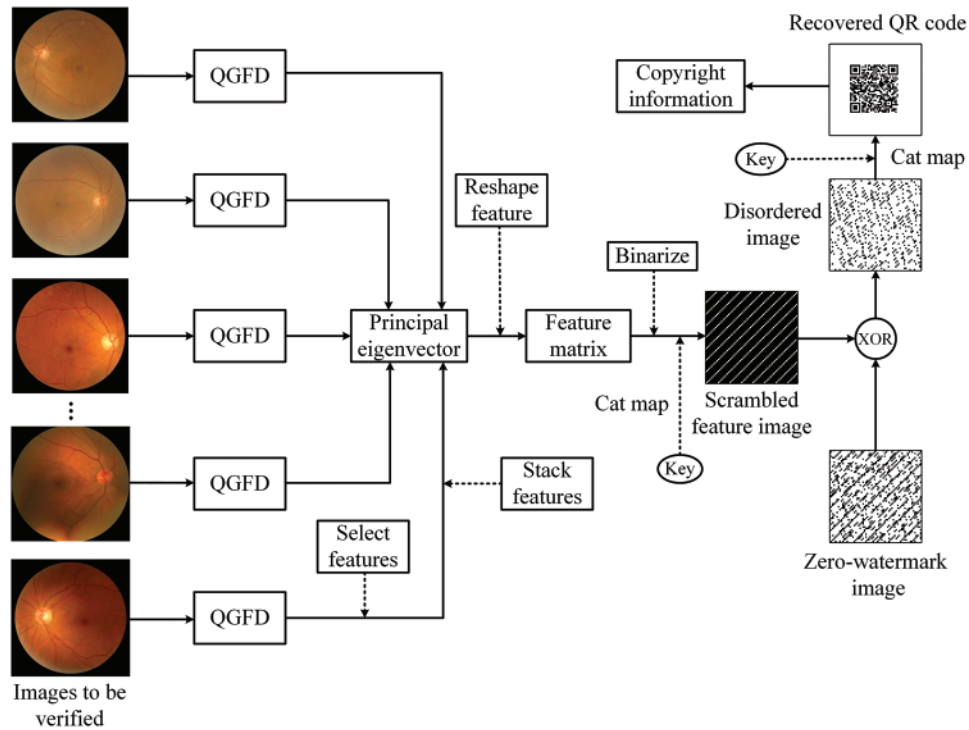 Recovered QR code
QGFD
Copyright
information
Key
Cat map
QGFD
Reshape
feature
Disordered
image
Binarize
QGFD
Principal
eigenvector
Feature
matrix
XOR
Cat map
Scrambled
feature image
Key
QGFD
Stack
features
Select
features
Zero-watermark
image
QGFD
Images to be
verified